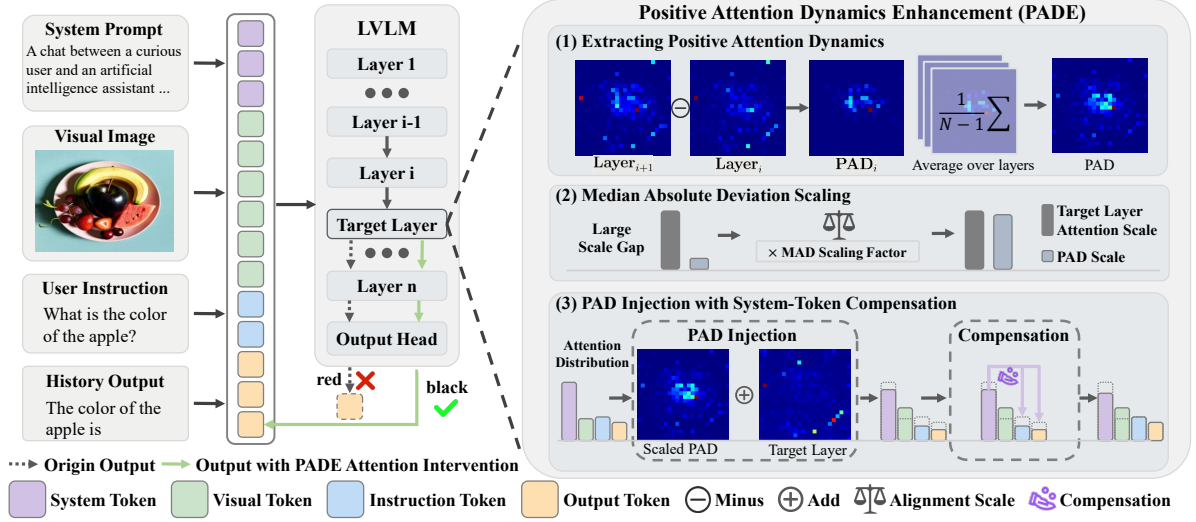 System Prompt
A chat between a curious
user and an artificial
intelligence assistant ...
Visual Image
User Instruction
What is the color
of the apple?
History Output
The color of the
apple is
LVLM
Layer 1
Layer i-1
Layer i
Target Layer
Layer n
Output Head
red
black
Positive Attention Dynamics Enhancement (PADE)
(1) Extracting Positive Attention Dynamics
Layer_{i+1}
Layer_i
PAD_i
\frac{1}{N-1}\sum
Average over layers
PAD
(2) Median Absolute Deviation Scaling
Large
Scale Gap
× MAD Scaling Factor
Target Layer
Attention Scale
PAD Scale
(3) PAD Injection with System-Token Compensation
Attention
Distribution
PAD Injection
Scaled PAD
Target Layer
Compensation
Origin Output
Output with PADE Attention Intervention
System Token
Visual Token
Instruction Token
Output Token
Minus
Add
Alignment Scale
Compensation